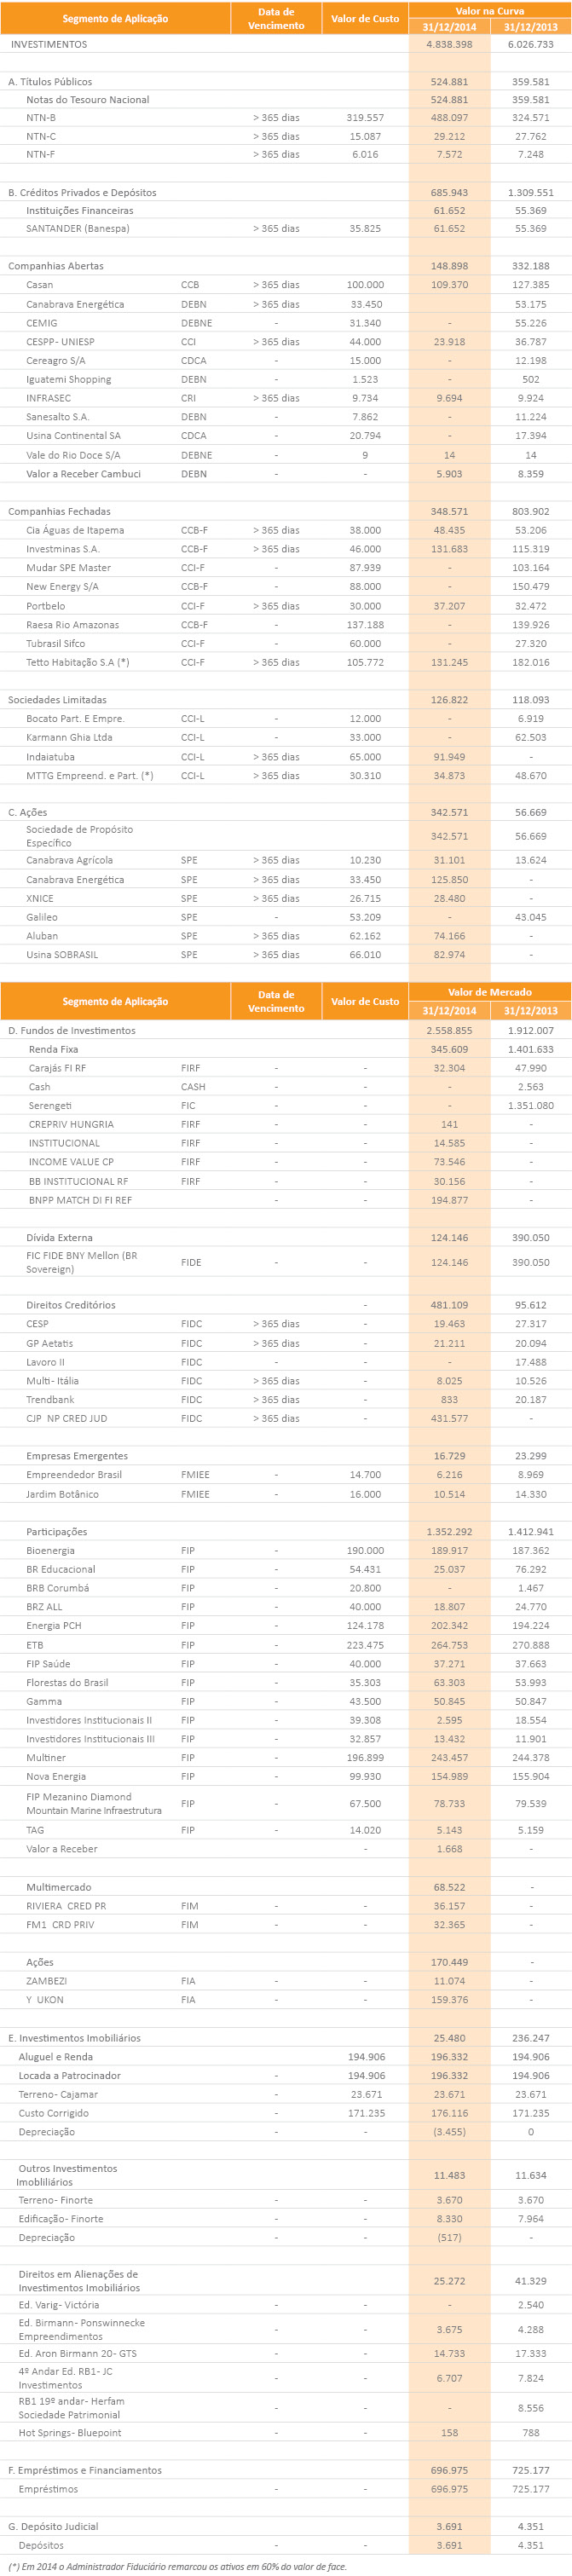 Segmento de Aplicação Data de Vencimento Valor de Custo Valor na Curva
31/12/2014 31/12/2013
INVESTIMENTOS 4.838.398 6.026.733
A. Títulos Públicos 524.881 359.581
Notas do Tesouro Nacional 524.881 359.581
NTN-B > 365 dias 319.557 488.097 324.571
NTN-C > 365 dias 15.087 29.212 27.762
NTN-F > 365 dias 6.016 7.572 7.248
B. Créditos Privados e Depósitos 685.943 1.309.551
Instituições Financeiras 61.652 55.369
SANTANDER (Banespa) > 365 dias 35.825 61.652 55.369
Companhias Abertas 148.898 332.188
Casan CCB > 365 dias 100.000 109.370 127.385
Canabrava Energética DEBN > 365 dias 33.450 53.175
CEMIG DEBNE - 31.340 - 55.226
CESPP- UNIESP CCI > 365 dias 44.000 23.918 36.787
Cereagro S/A CDCA - 15.000 - 12.198
Iguatemi Shopping DEBN - 1.523 - 502
INFRASEC CRI > 365 dias 9.734 9.694 9.924
Sanesalto S.A. DEBN - 7.862 - 11.224
Usina Continental SA CDCA - 20.794 - 17.394
Vale do Rio Doce S/A DEBNE - 9 14 14
Valor a Receber Cambuci DEBN - - 5.903 8.359
Companhias Fechadas 348.571 803.902
Cia Águas de Itapema CCB-F > 365 dias 38.000 48.435 53.206
Investminas S.A. CCB-F > 365 dias 46.000 131.683 115.319
Mudar SPE Master CCI-F - 87.939 - 103.164
New Energy S/A CCB-F - 88.000 - 150.479
Portbelo CCI-F > 365 dias 30.000 37.207 32.472
Raesa Rio Amazonas CCB-F - 137.188 - 139.926
Tubrasil Sifco CCI-F - 60.000 - 27.320
Tetto Habitação S.A (*) CCI-F > 365 dias 105.772 131.245 182.016
Sociedades Limitadas 126.822 118.093
Bocato Part. E Empre. CCI-L - 12.000 - 6.919
Karmann Ghia Ltda CCI-L - 33.000 - 62.503
Indaiatuba CCI-L > 365 dias 65.000 91.949 -
MTTG Empreend. e Part. (*) CCI-L > 365 dias 30.310 34.873 48.670
C. Ações 342.571 56.669
Sociedade de Propósito
Específico 342.571 56.669
Canabrava Agrícola SPE > 365 dias 10.230 31.101 13.624
Canabrava Energética SPE > 365 dias 33.450 125.850 -
XNICE SPE > 365 dias 26.715 28.480 -
Galileo SPE - 53.209 - 43.045
Aluban SPE > 365 dias 62.162 74.166 -
Usina SOBRASIL SPE > 365 dias 66.010 82.974 -
Segmento de Aplicação Data de Vencimento Valor de Custo Valor de Mercado
31/12/2014 31/12/2013
D. Fundos de Investimentos 2.558.855 1.912.007
Renda Fixa 345.609 1.401.633
Carajás FI RF FIRF - - 32.304 47.990
Cash CASH - - - 2.563
Serengeti FIC - - - 1.351.080
CREPRIV HUNGRIA FIRF - - 141 -
INSTITUCIONAL FIRF - - 14.585 -
INCOME VALUE CP FIRF - - 73.546 -
BB INSTITUCIONAL RF FIRF - - 30.156 -
BNPP MATCH DI FI REF - - 194.877 -
Dívida Externa 124.146 390.050
FIC FIDE BNY Mellon (BR
Sovereign) FIDE - - 124.146 390.050
Direitos Creditórios - 481.109 95.612
CESP FIDC > 365 dias - 19.463 27.317
GP Aetatis FIDC > 365 dias - 21.211 20.094
Lavoro II FIDC - - - 17.488
Multi-Itália FIDC > 365 dias - 8.025 10.526
Trendbank FIDC > 365 dias - 833 20.187
CJP NP CRED JUD FIDC > 365 dias - 431.577 -
Empresas Emergentes 16.729 23.299
Empreendedor Brasil FMIEE - 14.700 6.216 8.969
Jardim Botânico FMIEE - 16.000 10.514 14.330
Participações 1.352.292 1.412.941
Bioenergia FIP - 190.000 189.917 187.362
BR Educacional FIP - 54.431 25.037 76.292
BRB Corumbá FIP - 20.800 - 1.467
BRZ ALL FIP - 40.000 18.807 24.770
Energia PCH FIP - 124.178 202.342 194.224
ETB FIP - 223.475 264.753 270.888
FIP Saúde FIP - 40.000 37.271 37.663
Florestas do Brasil FIP - 35.303 63.303 53.993
Gamma FIP - 43.500 50.845 50.847
Investidores Institucionais II FIP - 39.308 2.595 18.554
Investidores Institucionais III FIP - 32.857 13.432 11.901
Multiner FIP - 196.899 243.457 244.378
Nova Energia FIP - 99.930 154.989 155.904
FIP Mezanino Diamond
Mountain Marine Infraestrutura FIP - 67.500 78.733 79.539
TAG FIP - 14.020 5.143 5.159
Valor a Receber - 1.668 -
Multimercado 68.522 -
RIVIERA CRED PR FIM - - 36.157 -
FM1 CRD PRIV FIM - - 32.365 -
Ações 170.449 -
ZAMBEZI FIA - - 11.074 -
Y UKON FIA - - 159.376 -
E. Investimentos Imobiliários 25.480 236.247
Aluguel e Renda 194.906 196.332 194.906
Locada a Patrocinador - 194.906 196.332 194.906
Terreno- Cajamar - 23.671 23.671 23.671
Custo Corrigido - 171.235 176.116 171.235
Depreciação - - (3.455) 0
Outros Investimentos
Imobliliários 11.483 11.634
Terreno- Finorte - - 3.670 3.670
Edificação- Finorte - - 8.330 7.964
Depreciação - - (517) -
Direitos em Alienações de
Investimentos Imobiliários 25.272 41.329
Ed. Varig- Victória - - - 2.540
Ed. Birmann- Ponswinnecke
Empreendimentos - - 3.675 4.288
Ed. Aron Birmann 20- GTS - - 14.733 17.333
4º Andar Ed. RB1- JC
Investimentos - - 6.707 7.824
RB1 19º andar- Herfam
Sociedade Patrimonial - - - 8.556
Hot Springs- Bluepoint - - 158 788
F. Empréstimos e Financiamentos 696.975 725.177
Empréstimos - - 696.975 725.177
G. Depósito Judicial 3.691 4.351
Depósitos - - 3.691 4.351
(*) Em 2014 o Administrador Fiduciário remarcou os ativos em 60% do valor de face.